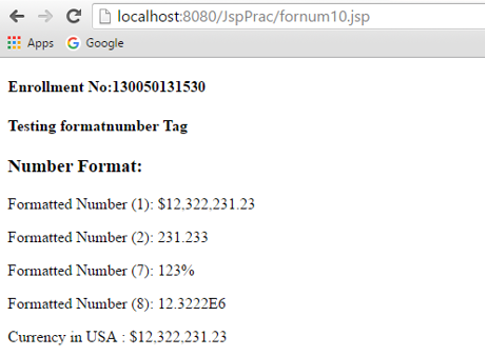 localhost:8080/JspPrac/fornum10.jsp
Apps Google
Enrollment No:130050131530
Testing formatnumber Tag
Number Format:
Formatted Number (1): $12,322,231.23
Formatted Number (2): 231.233
Formatted Number (7): 123%
Formatted Number (8): 12.3222E6
Currency in USA : $12,322,231.23